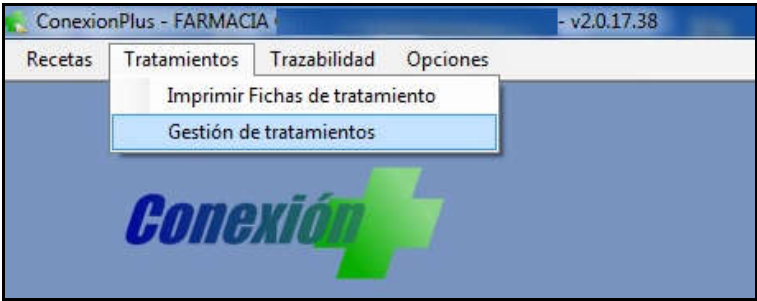 ConexionPlus - FARMACIA - v2.0.17.38
Recetas Tratamientos Trazabilidad Opciones
Imprimir Fichas de tratamiento
Gestión de tratamientos
Conexión